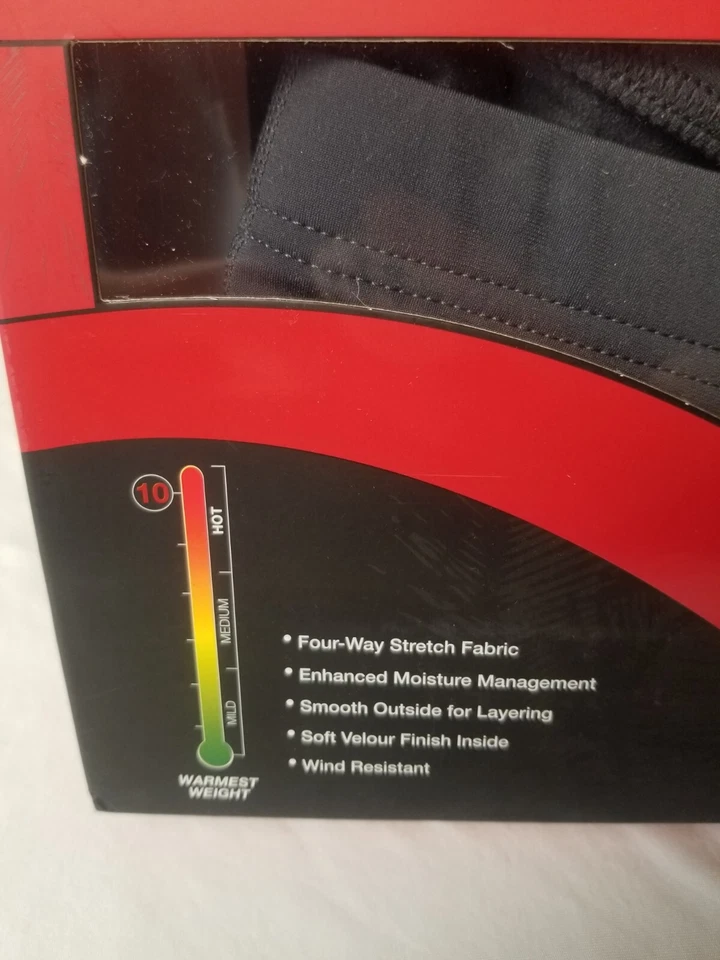 10
HOT
MEDIUM
MILD
WARMEST
WEIGHT
• Four-Way Stretch Fabric
• Enhanced Moisture Management
• Smooth Outside for Layering
• Soft Velour Finish Inside
• Wind Resistant